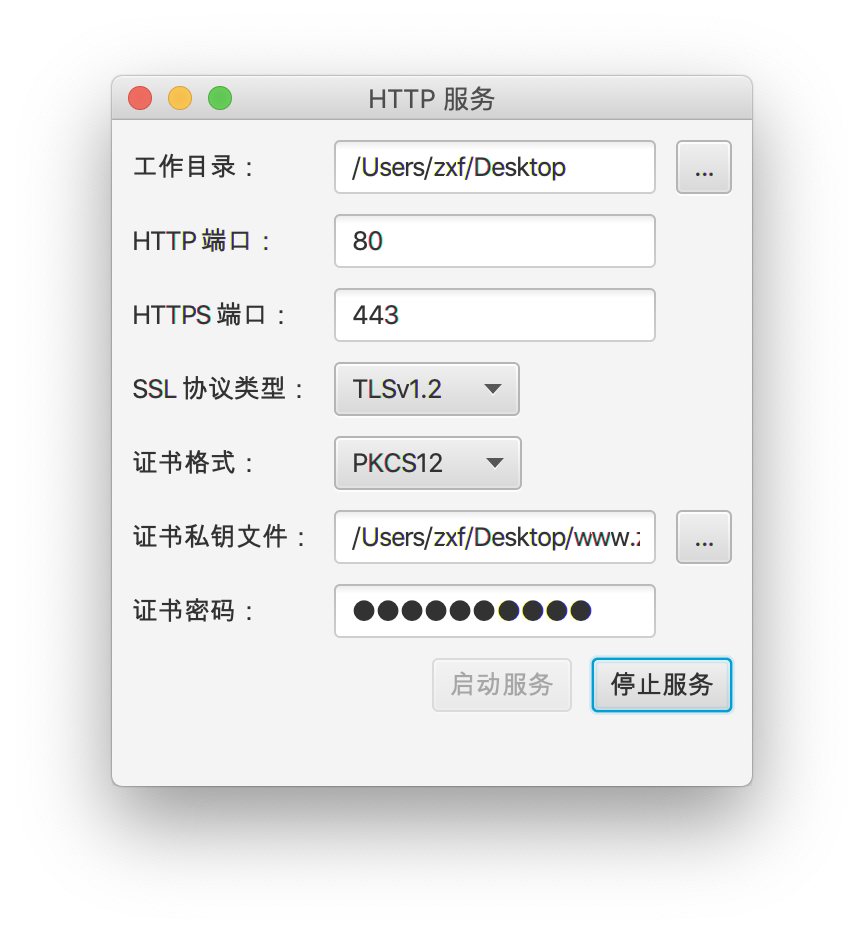 HTTP 服务
工作目录： /Users/zxf/Desktop ...
HTTP 端口： 80
HTTPS 端口： 443
SSL 协议类型： TLSv1.2
证书格式： PKCS12
证书私钥文件： /Users/zxf/Desktop/www.z ...
证书密码： ●●●●●●●●●●
启动服务 停止服务